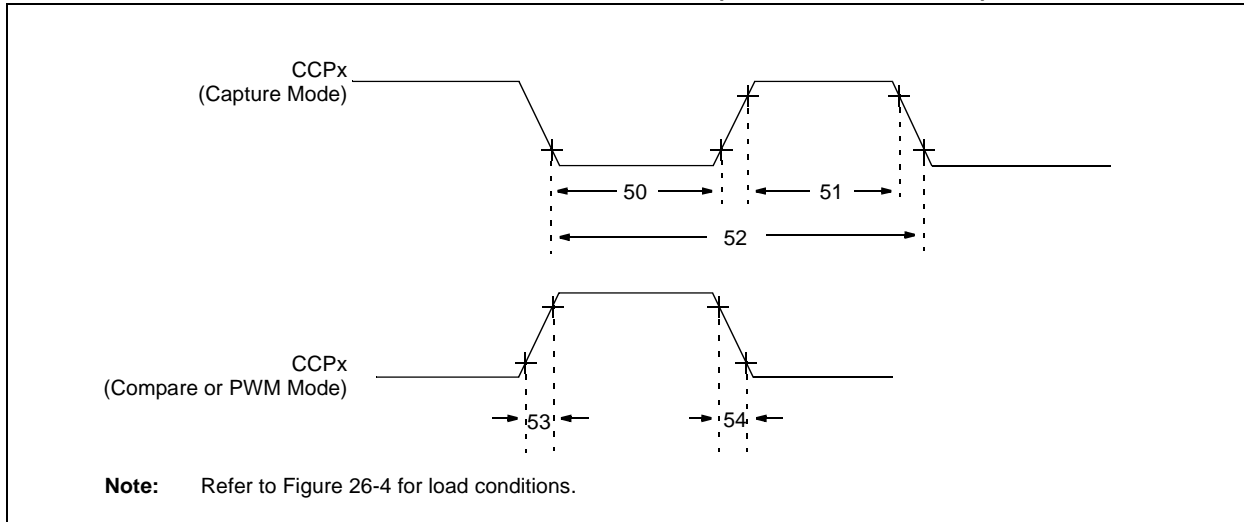 CCPx
(Capture Mode)
50
51
52
CCPx
(Compare or PWM Mode)
53
54
Note: Refer to Figure 26-4 for load conditions.